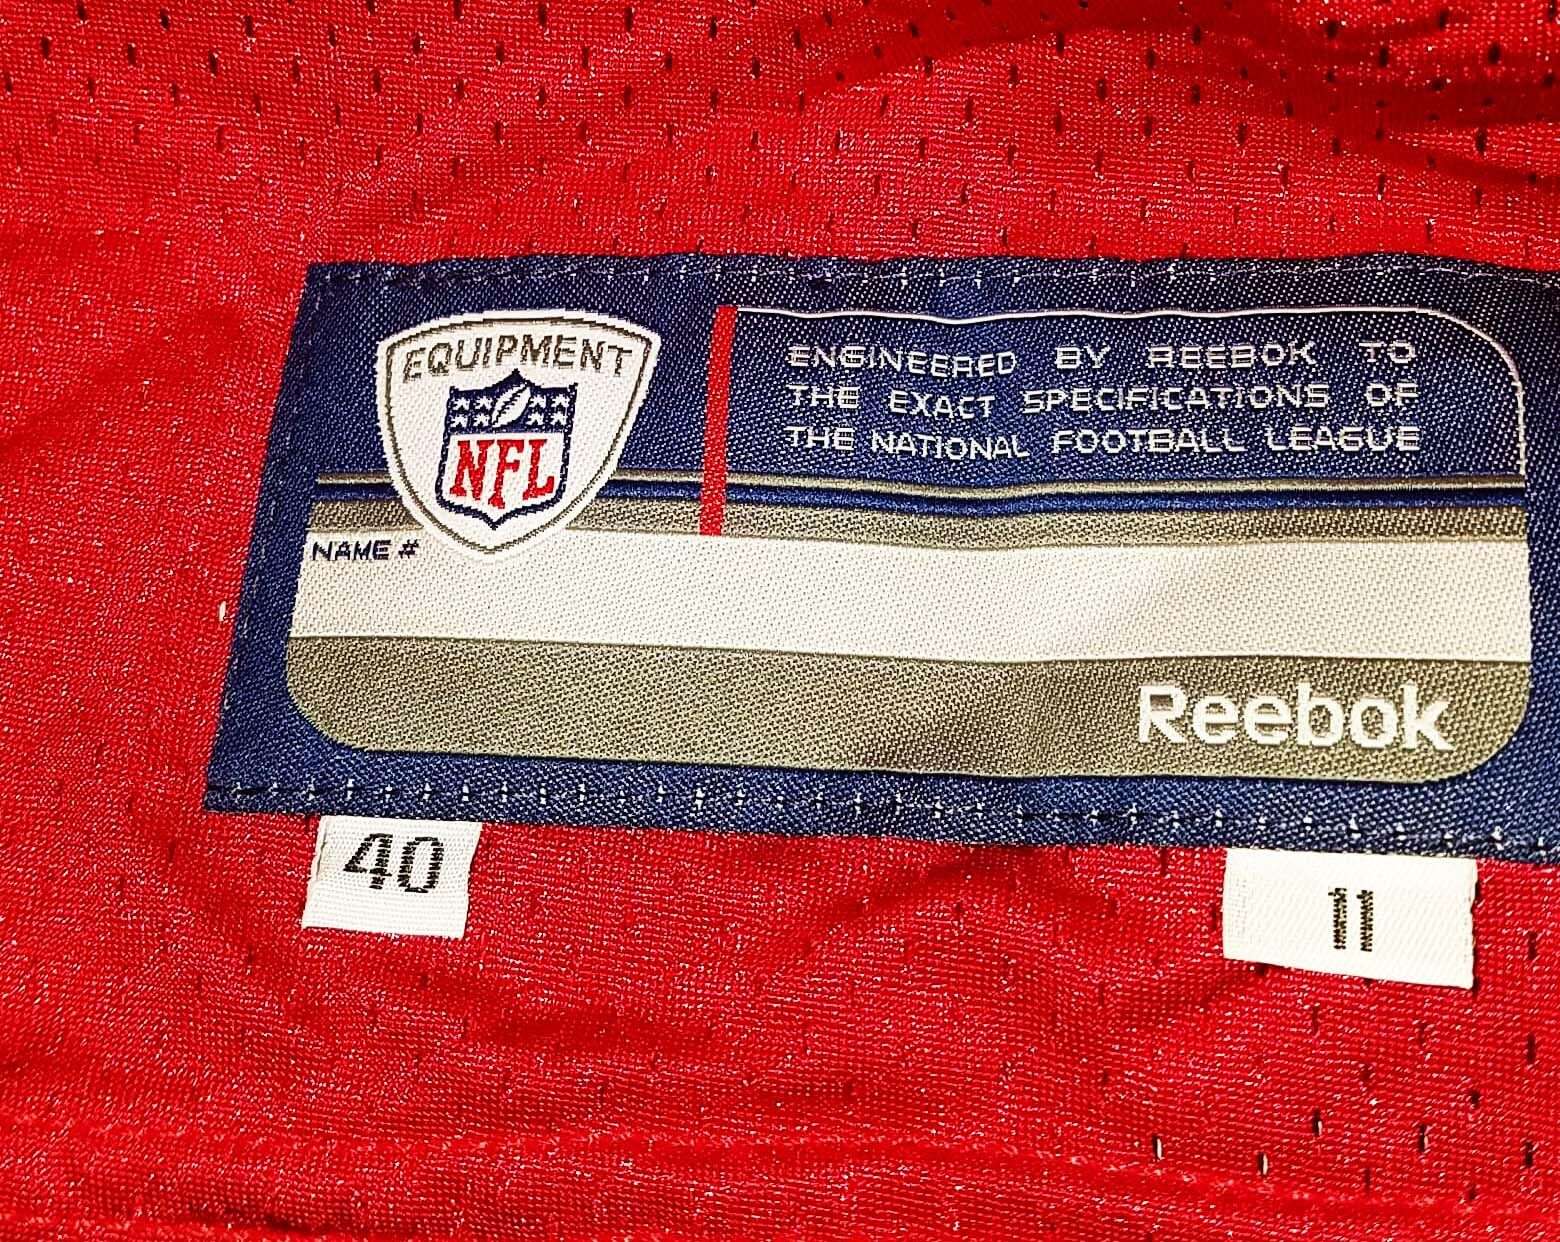 EQUIPMENT
NFL
ENGINEERED BY REEBOK TO
THE EXACT SPECIFICATIONS OF
THE NATIONAL FOOTBALL LEAGUE
NAME #
Reebok
40
11